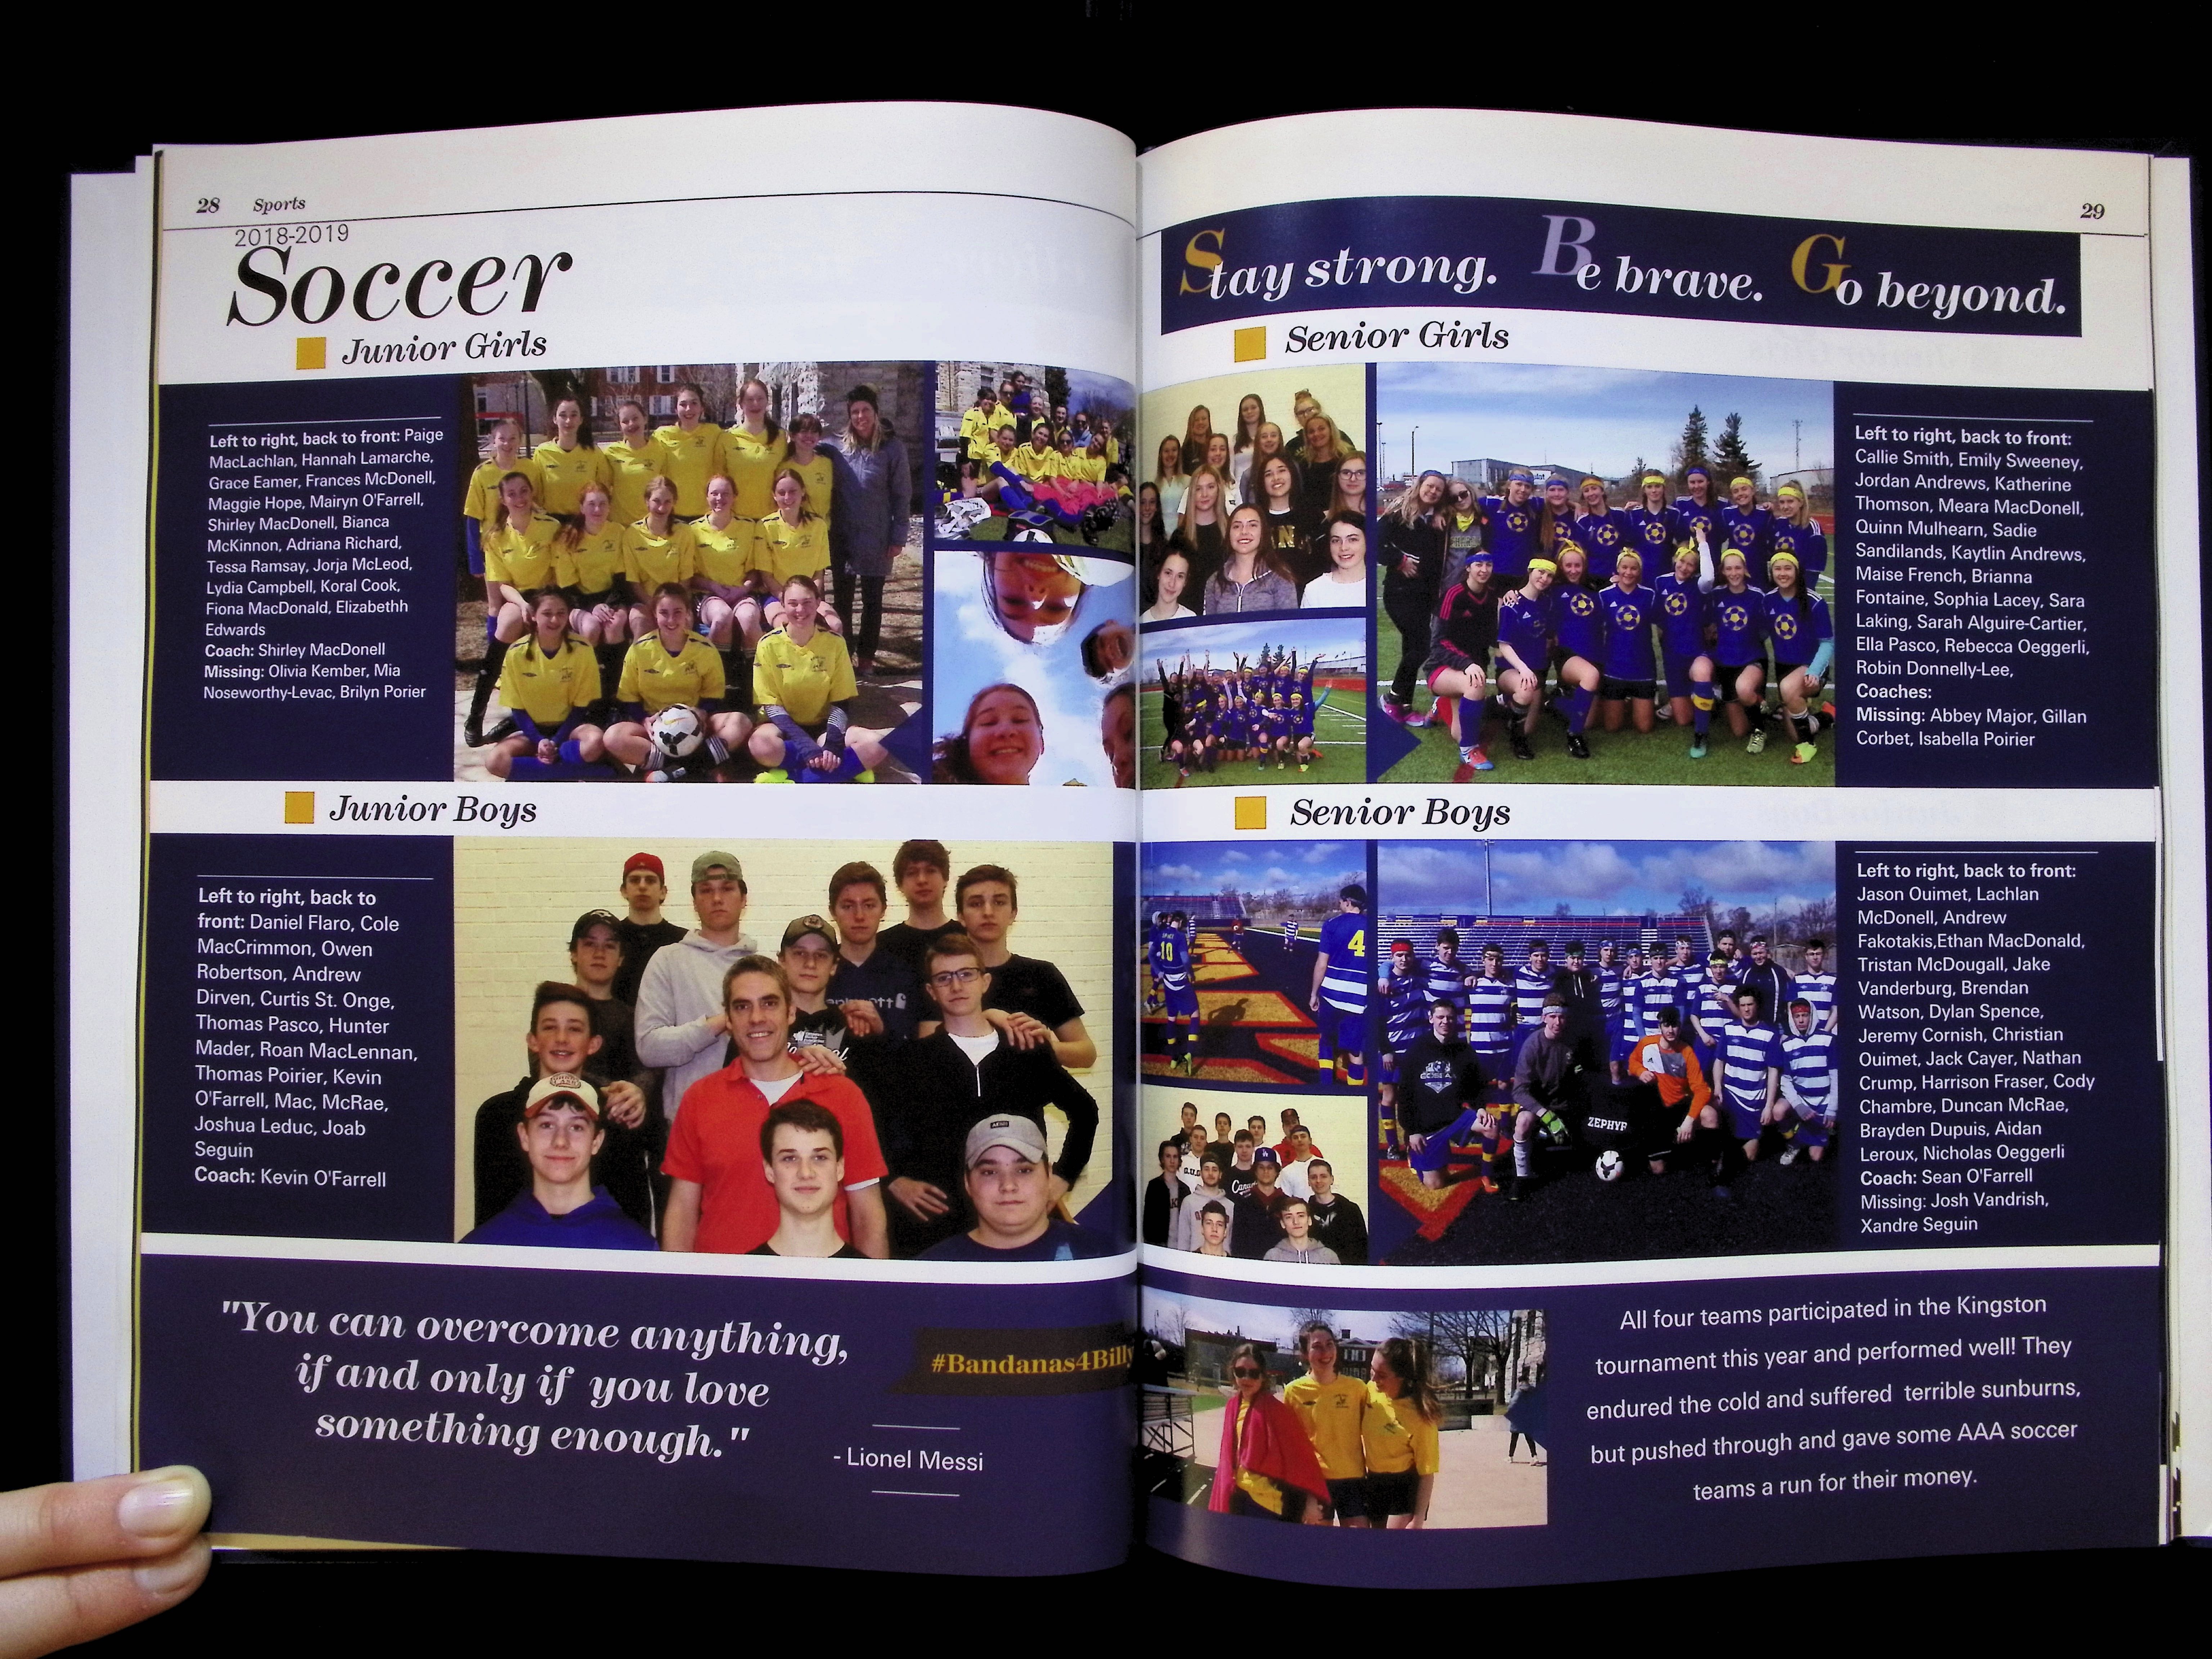 28 Sports
2018-2019
Soccer
Junior Girls
Left to right, back to front: Paige
MacLachlan, Hannah Lamarche,
Grace Eamer, Frances McDonell,
Maggie Hope, Mairyn O'Farrell,
Shirley MacDonell, Bianca
McKinnon, Adriana Richard,
Tessa Ramsay, Jorja McLeod,
Lydia Campbell, Koral Cook,
Fiona MacDonald, Elizabethh
Edwards
Coach: Shirley MacDonell
Missing: Olivia Kember, Mia
Noseworthy-Levac, Brilyn Porier
Junior Boys
Left to right, back to
front: Daniel Flaro, Cole
MacCrimmon, Owen
Robertson, Andrew
Dirven, Curtis St. Onge,
Thomas Pasco, Hunter
Mader, Roan MacLennan,
Thomas Poirier, Kevin
O'Farrell, Mac, McRae,
Joshua Leduc, Joab
Seguin
Coach: Kevin O'Farrell
"You can overcome anything,
if and only if you love
something enough."
- Lionel Messi
#Bandanas4Billy
29
Stay strong. Be brave. Go beyond.
Senior Girls
N
Left to right, back to front:
Callie Smith, Emily Sweeney,
Jordan Andrews, Katherine
Thomson, Meara MacDonell,
Quinn Mulhearn, Sadie
Sandilands, Kaytlin Andrews,
Maise French, Brianna
Fontaine, Sophia Lacey, Sara
Laking, Sarah Alguire-Cartier,
Ella Pasco, Rebecca Oeggerli,
Robin Donnelly-Lee,
Coaches:
Missing: Abbey Major, Gillan
Corbet, Isabella Poirier
Senior Boys
10
4
ZEPHYR
Left to right, back to front:
Jason Ouimet, Lachlan
McDonell, Andrew
Fakotakis,Ethan MacDonald,
Tristan McDougall, Jake
Vanderburg, Brendan
Watson, Dylan Spence,
Jeremy Cornish, Christian
Ouimet, Jack Cayer, Nathan
Crump, Harrison Fraser, Cody
Chambre, Duncan McRae,
Brayden Dupuis, Aidan
Leroux, Nicholas Oeggerli
Coach: Sean O'Farrell
Missing: Josh Vandrish,
Xandre Seguin
All four teams participated in the Kingston
tournament this year and performed well! They
endured the cold and suffered terrible sunburns,
but pushed through and gave some AAA soccer
teams a run for their money.